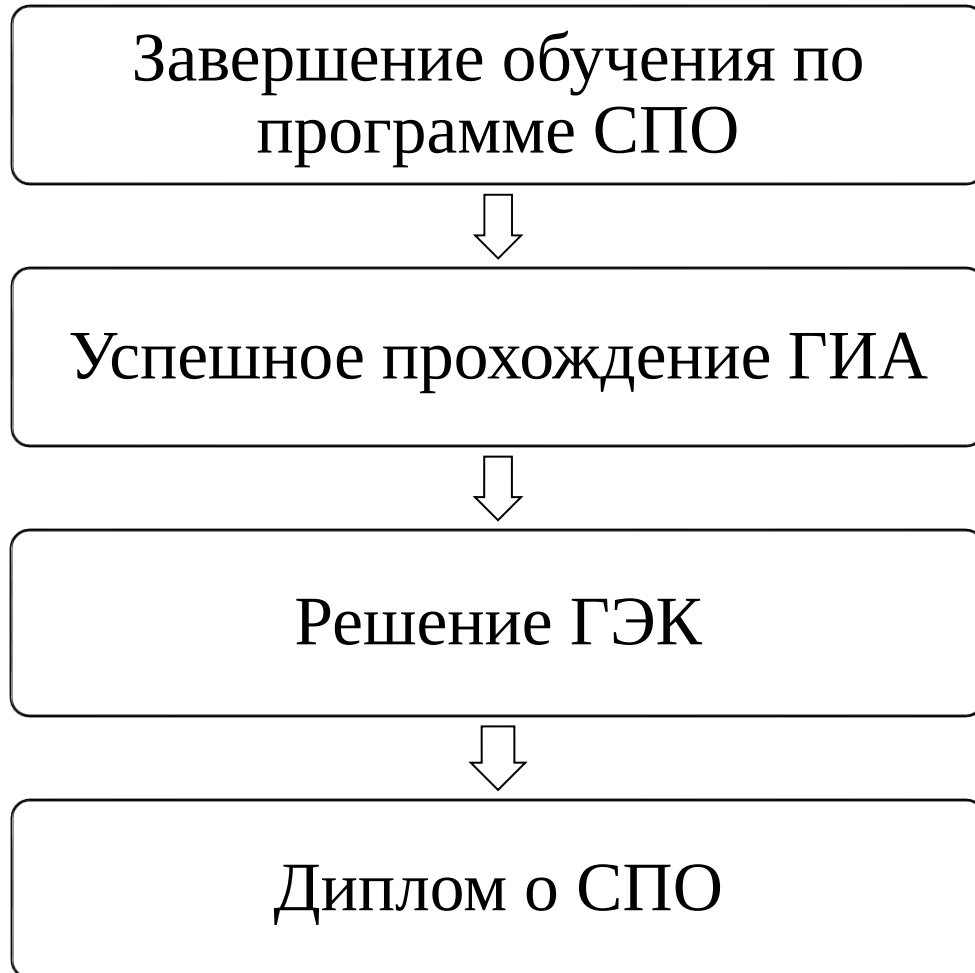 Завершение обучения по
программе СПО
Успешное прохождение ГИА
Решение ГЭК
Диплом о СПО